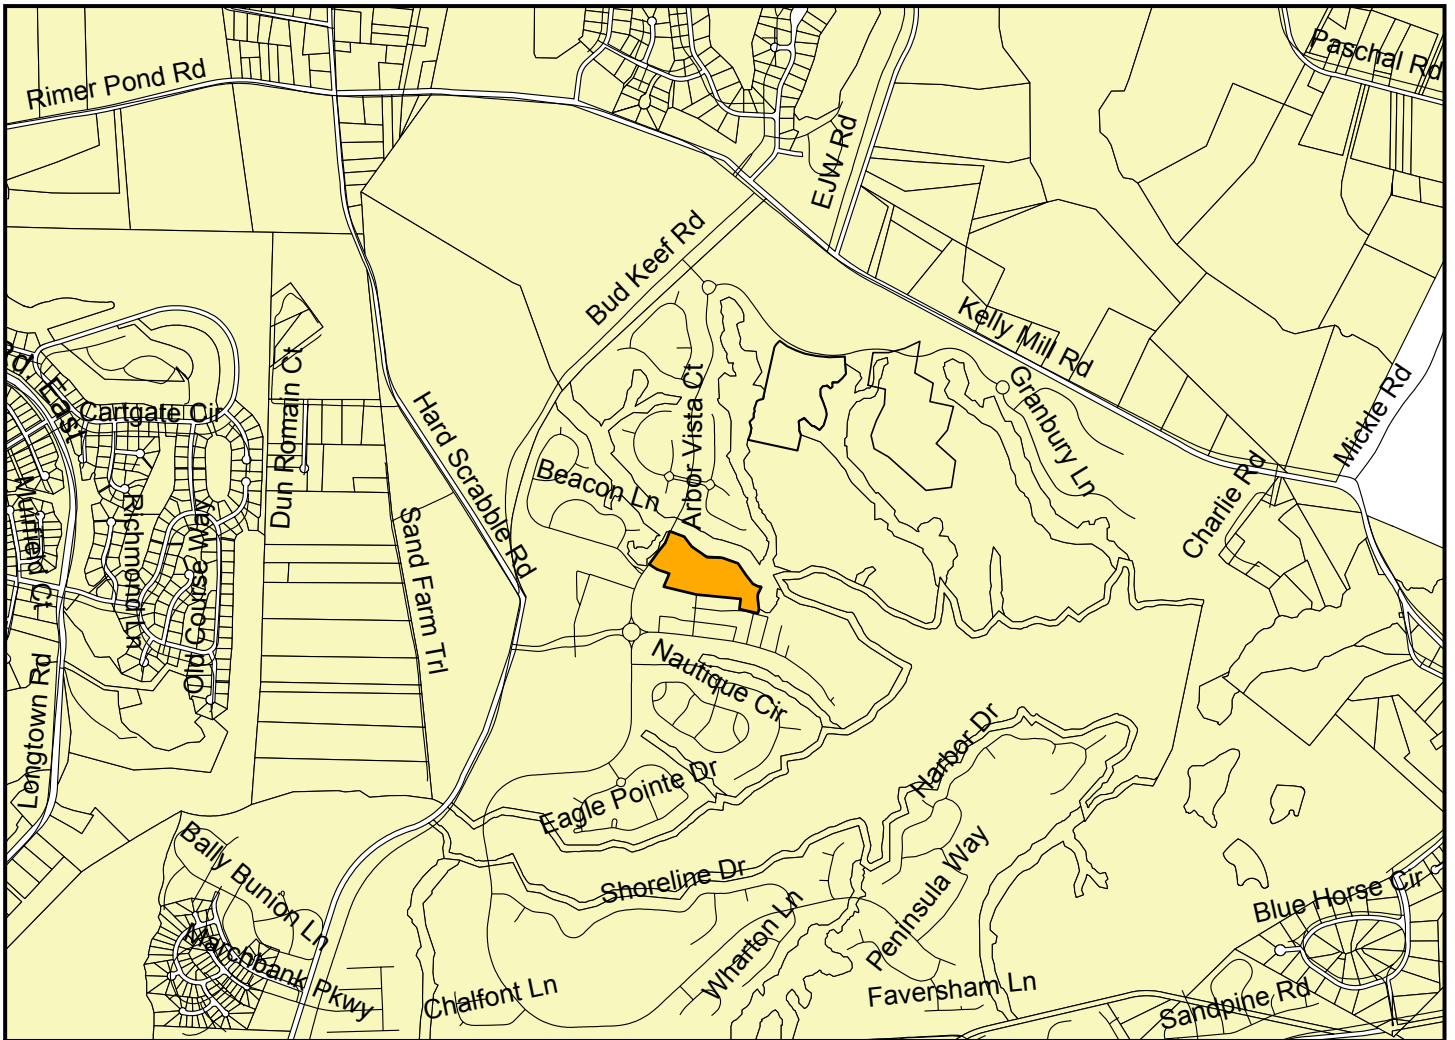 Paschal Rd
Rimer Pond Rd
EJW Rd
Bud Keef Rd
Kelly Mill Rd
Rd. East
Cartgate Cir
Dun Romain Ct
Hard Scrabble Rd
Arbor Vista Ct
Granbury Ln
Mickle Rd
Beacon Ln
Charlie Rd
Muirfield Ct
Richmond Ln
Old Course Way
Sand Farm Trl
Nautique Cir
Longtown Rd
Harbor Dr
Eagle Pointe Dr
Bally Bunion Ln
Shoreline Dr
Peninsula Way
Wharton Ln
Blue Horse Cir
Marchbank Pkwy
Chalfont Ln
Faversham Ln
Sandpine Rd